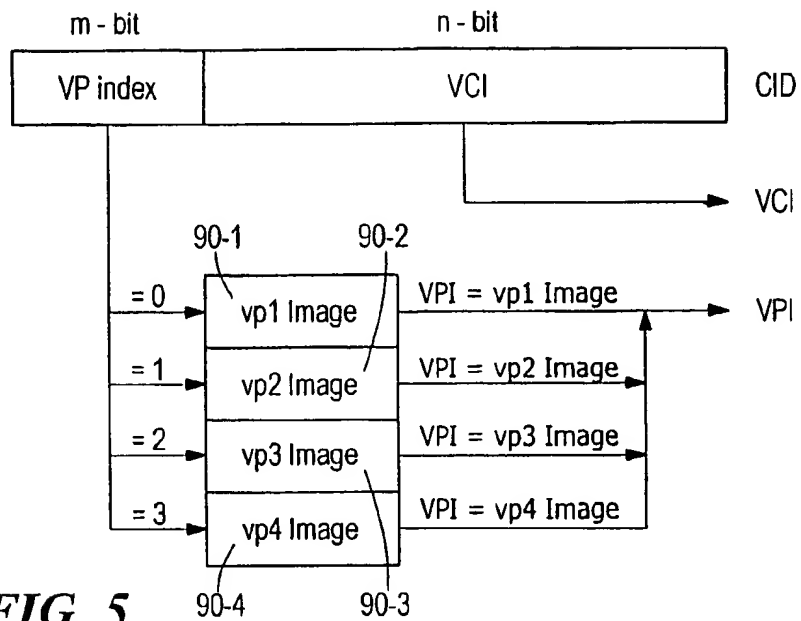 m - bit n - bit
VP index VCI CID
VCI
90-1 90-2
= 0 vp1 Image VPI = vp1 Image VPI
= 1 vp2 Image VPI = vp2 Image
= 2 vp3 Image VPI = vp3 Image
= 3 vp4 Image VPI = vp4 Image
FIG. 5 90-4 90-3